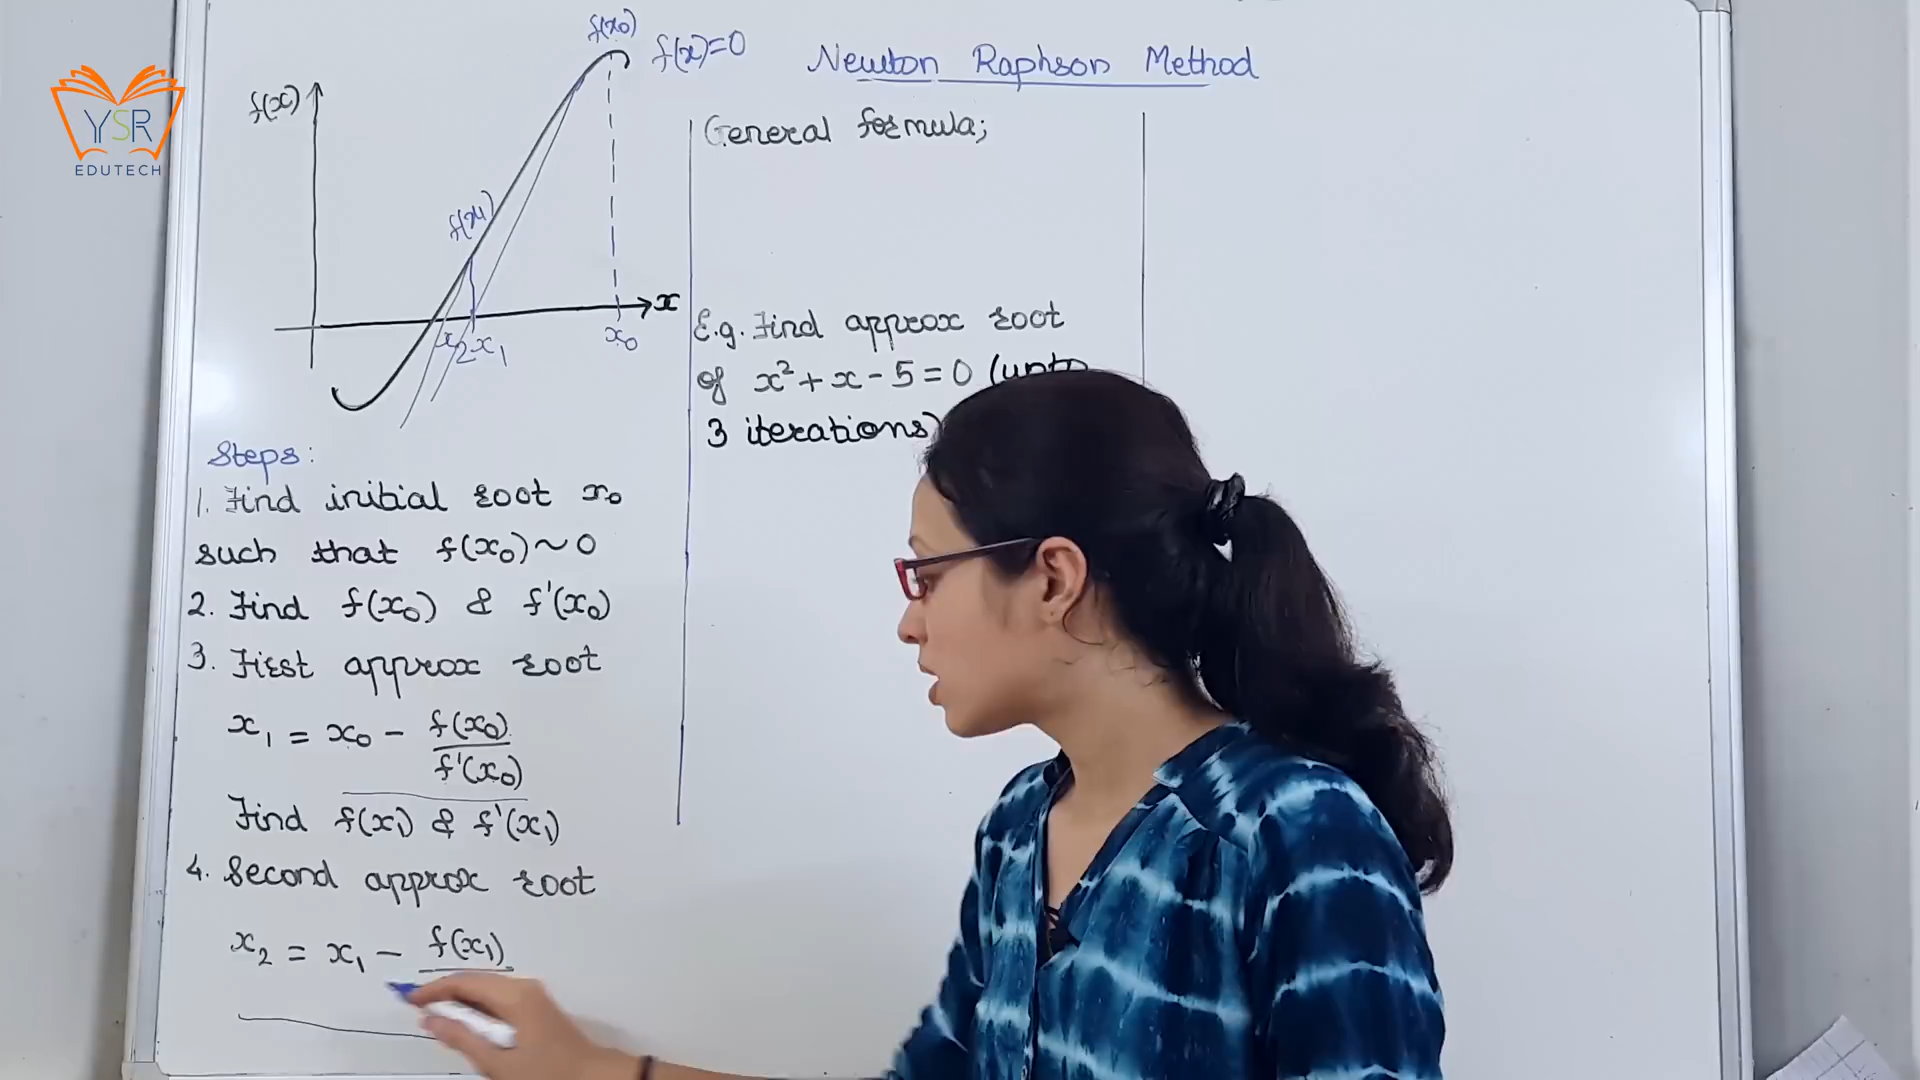 YSR
EDUTECH
f(x₀)
f(x)=0
Newton Raphson Method
f(x)
f(x₁)
x
x₂
x₁
x₀
Steps:
1. Find initial root x₀
such that f(x₀) ~ 0
2. Find f(x₀) & f'(x₀)
3. First approx root
x₁ = x₀ - f(x₀)
f'(x₀)
Find f(x₁) & f'(x₁)
4. Second approx root
x₂ = x₁ - f(x₁)
General formula;
E.g. Find approx root
of x² + x - 5 = 0 (upto
3 iterations)